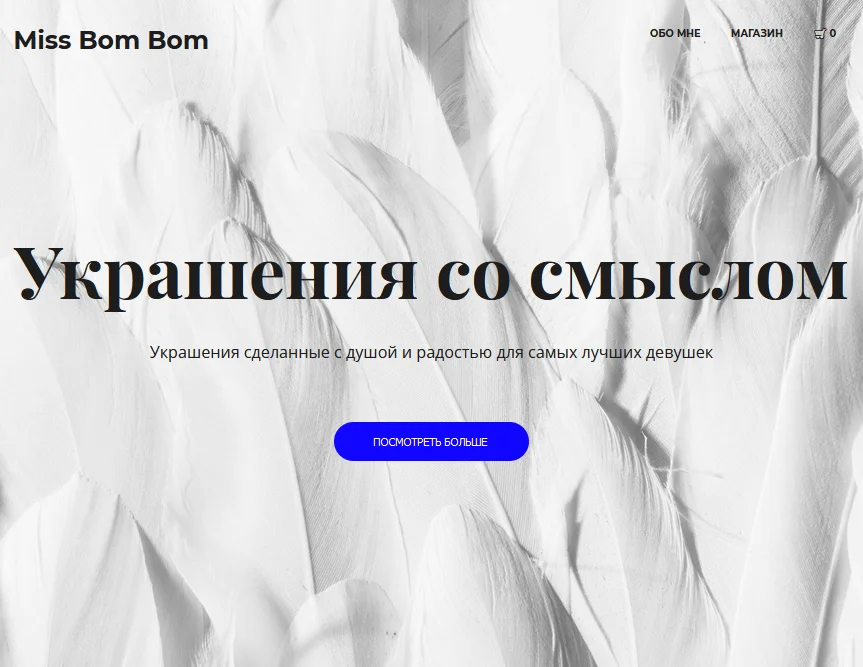 Miss Bom Bom
ОБО МНЕ МАГАЗИН 0
Украшения со смыслом
Украшения сделанные с душой и радостью для самых лучших девушек
ПОСМОТРЕТЬ БОЛЬШЕ